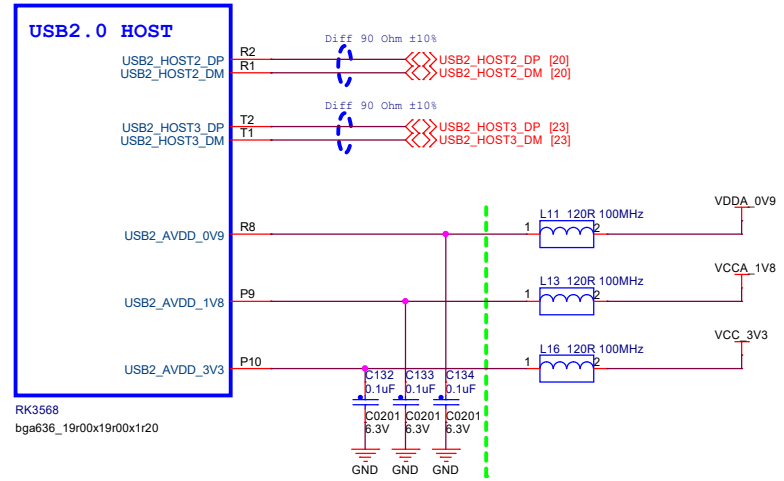 USB2.0 HOST
Diff 90 Ohm ±10%
USB2_HOST2_DP R2 USB2_HOST2_DP [20]
USB2_HOST2_DM R1 USB2_HOST2_DM [20]
Diff 90 Ohm ±10%
USB2_HOST3_DP T2 USB2_HOST3_DP [23]
USB2_HOST3_DM T1 USB2_HOST3_DM [23]
VDDA_0V9
L11 120R 100MHz
USB2_AVDD_0V9 R8 1 2
VCCA_1V8
L13 120R 100MHz
USB2_AVDD_1V8 P9 1 2
VCC_3V3
L16 120R 100MHz
USB2_AVDD_3V3 P10 1 2
C132 C133 C134
0.1uF 0.1uF 0.1uF
RK3568 C0201 C0201 C0201
bga636_19r00x19r00x1r20 6.3V 6.3V 6.3V
GND GND GND